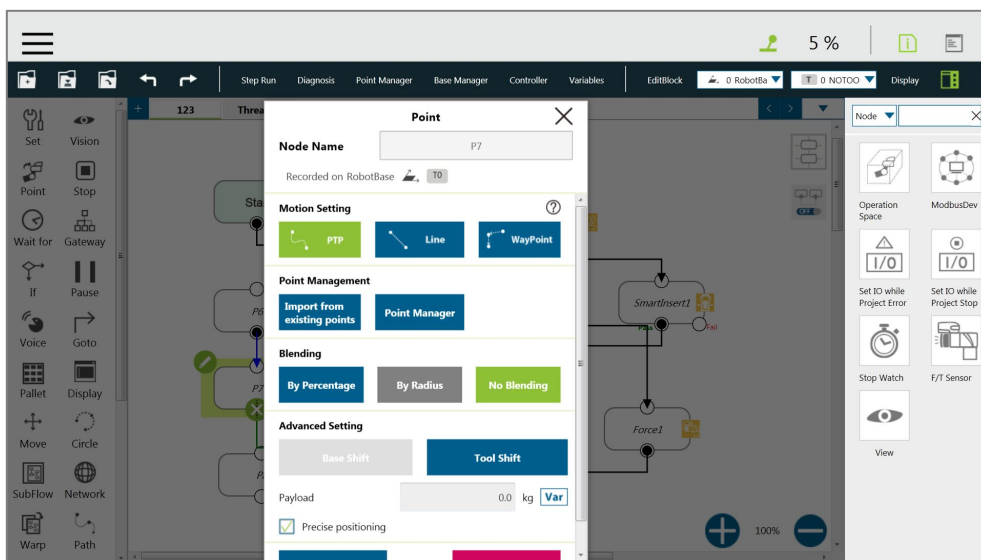 5 %
Step Run Diagnosis Point Manager Base Manager Controller Variables EditBlock 0 RobotBa T 0 NOTOO Display
Set Vision
Point Stop
Wait for Gateway
If Pause
Voice Goto
Pallet Display
Move Circle
SubFlow Network
Warp Path
123 Threa
Sta
P6
P7
Point
Node Name P7
Recorded on RobotBase T0
Motion Setting
PTP Line WayPoint
Point Management
Import from
existing points
Point Manager
Blending
By Percentage By Radius No Blending
Advanced Setting
Base Shift Tool Shift
Payload 0.0 kg Var
Precise positioning
SmartInsert1
Pass Fail
Force1
OFF
100%
Node
Operation
Space
ModbusDev
I/O I/O
Set IO while
Project Error
Set IO while
Project Stop
Stop Watch F/T Sensor
View